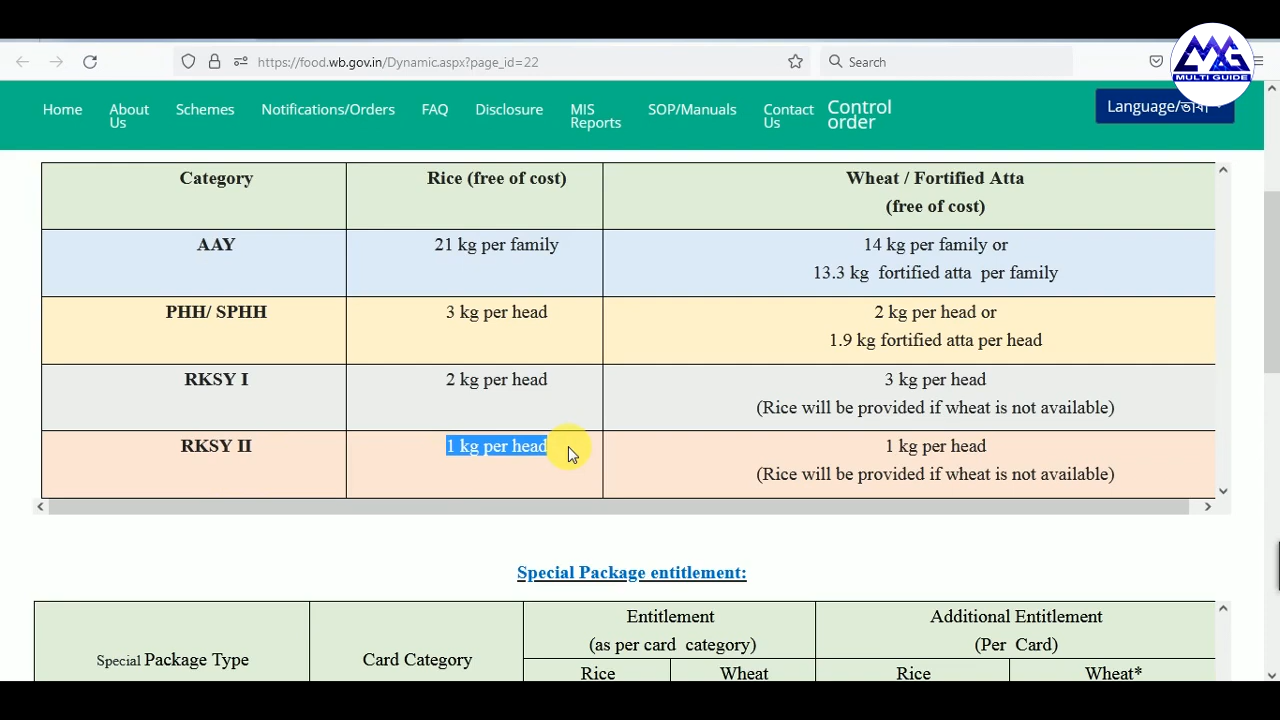 https://food.wb.gov.in/Dynamic.aspx?page_id=22
Search
MULTI GUIDE
Home
About Us
Schemes
Notifications/Orders
FAQ
Disclosure
MIS Reports
SOP/Manuals
Contact Us
Control order
Language/ভাষা
Category
Rice (free of cost)
Wheat / Fortified Atta
(free of cost)
AAY
21 kg per family
14 kg per family or
13.3 kg fortified atta per family
PHH/ SPHH
3 kg per head
2 kg per head or
1.9 kg fortified atta per head
RKSY I
2 kg per head
3 kg per head
(Rice will be provided if wheat is not available)
RKSY II
1 kg per head
1 kg per head
(Rice will be provided if wheat is not available)
Special Package entitlement:
Special Package Type
Card Category
Entitlement
(as per card category)
Additional Entitlement
(Per Card)
Rice
Wheat
Rice
Wheat*